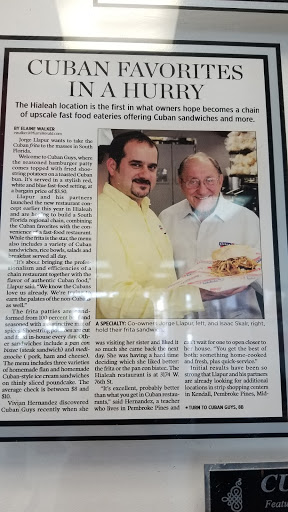 CUBAN FAVORITES
IN A HURRY
The Hialeah location is the first in what owners hope becomes a chain
of upscale fast food eateries offering Cuban sandwiches and more.
BY ELAINE WALKER
ewalker@MiamiHerald.com
Jorge Llapur wants to take the
Cuban frita to the masses in South
Florida.
Welcome to Cuban Guys, where
the seasoned hamburger patty
comes topped with fried shoe-
string potatoes on a toasted Cuban
bun. It's served in a stylish red,
white and blue fast-food setting, at
a bargain price of
Llapur and his partners
launched the new restaurant con-
cept earlier this year in Hialeah
and are hoping to build a South
Florida regional chain, combining
the Cuban favorites with the con-
venience of a fast-food restaurant.
While the frita is the star, the menu
also includes a variety of Cuban
sandwiches, rice bowls, salads and
breakfast served all day.
"It's about bringing the profes-
sionalism and efficiencies of a
chain restaurant together with the
flavor of authentic Cuban food,"
Llapur said. "We know the Cubans
love us already. We're trying to
earn the palates of the non-Cuban
as well."
The frita patties are
formed from 100 percent
seasoned with a
of
spices
and
in-house every day. Other
sandwiches include a pan con
bistec (steak sandwich) and medi-
anoche (pork, ham and cheese).
The menu includes three varieties
of homemade flan and homemade
Cuban-style ice cream sandwiches
on thinly sliced poundcake. The
average check is between $8 and
$10.
Vivian Hernandez discovered
Cuban Guys recently when she
A SPECIALTY: Co-owners Jorge Llapur, left, and Isaac Skalr, right,
hold their frita sandwich
was visiting her sister and liked it
so much she came back the next
day. She was having a hard time
deciding which she liked better:
the frita or the pan con bistec. The
Hialeah restaurant is at 3174 W.
76th St.
"It's excellent, probably better
than what you get in Cuban restau-
rants," said Hernandez, a teacher
who lives in Pembroke Pines and
can't wait for one to open closer to
her house. "You get the best of
both: something home-cooked
and fresh, plus quick-service."
Initial results have been so
strong that Llapur and his partners
are already looking for additional
locations in strip shopping centers
in Kendall, Pembroke Pines, Mid-
• TURN TO CUBAN GUYS, 8B
CU
Featu